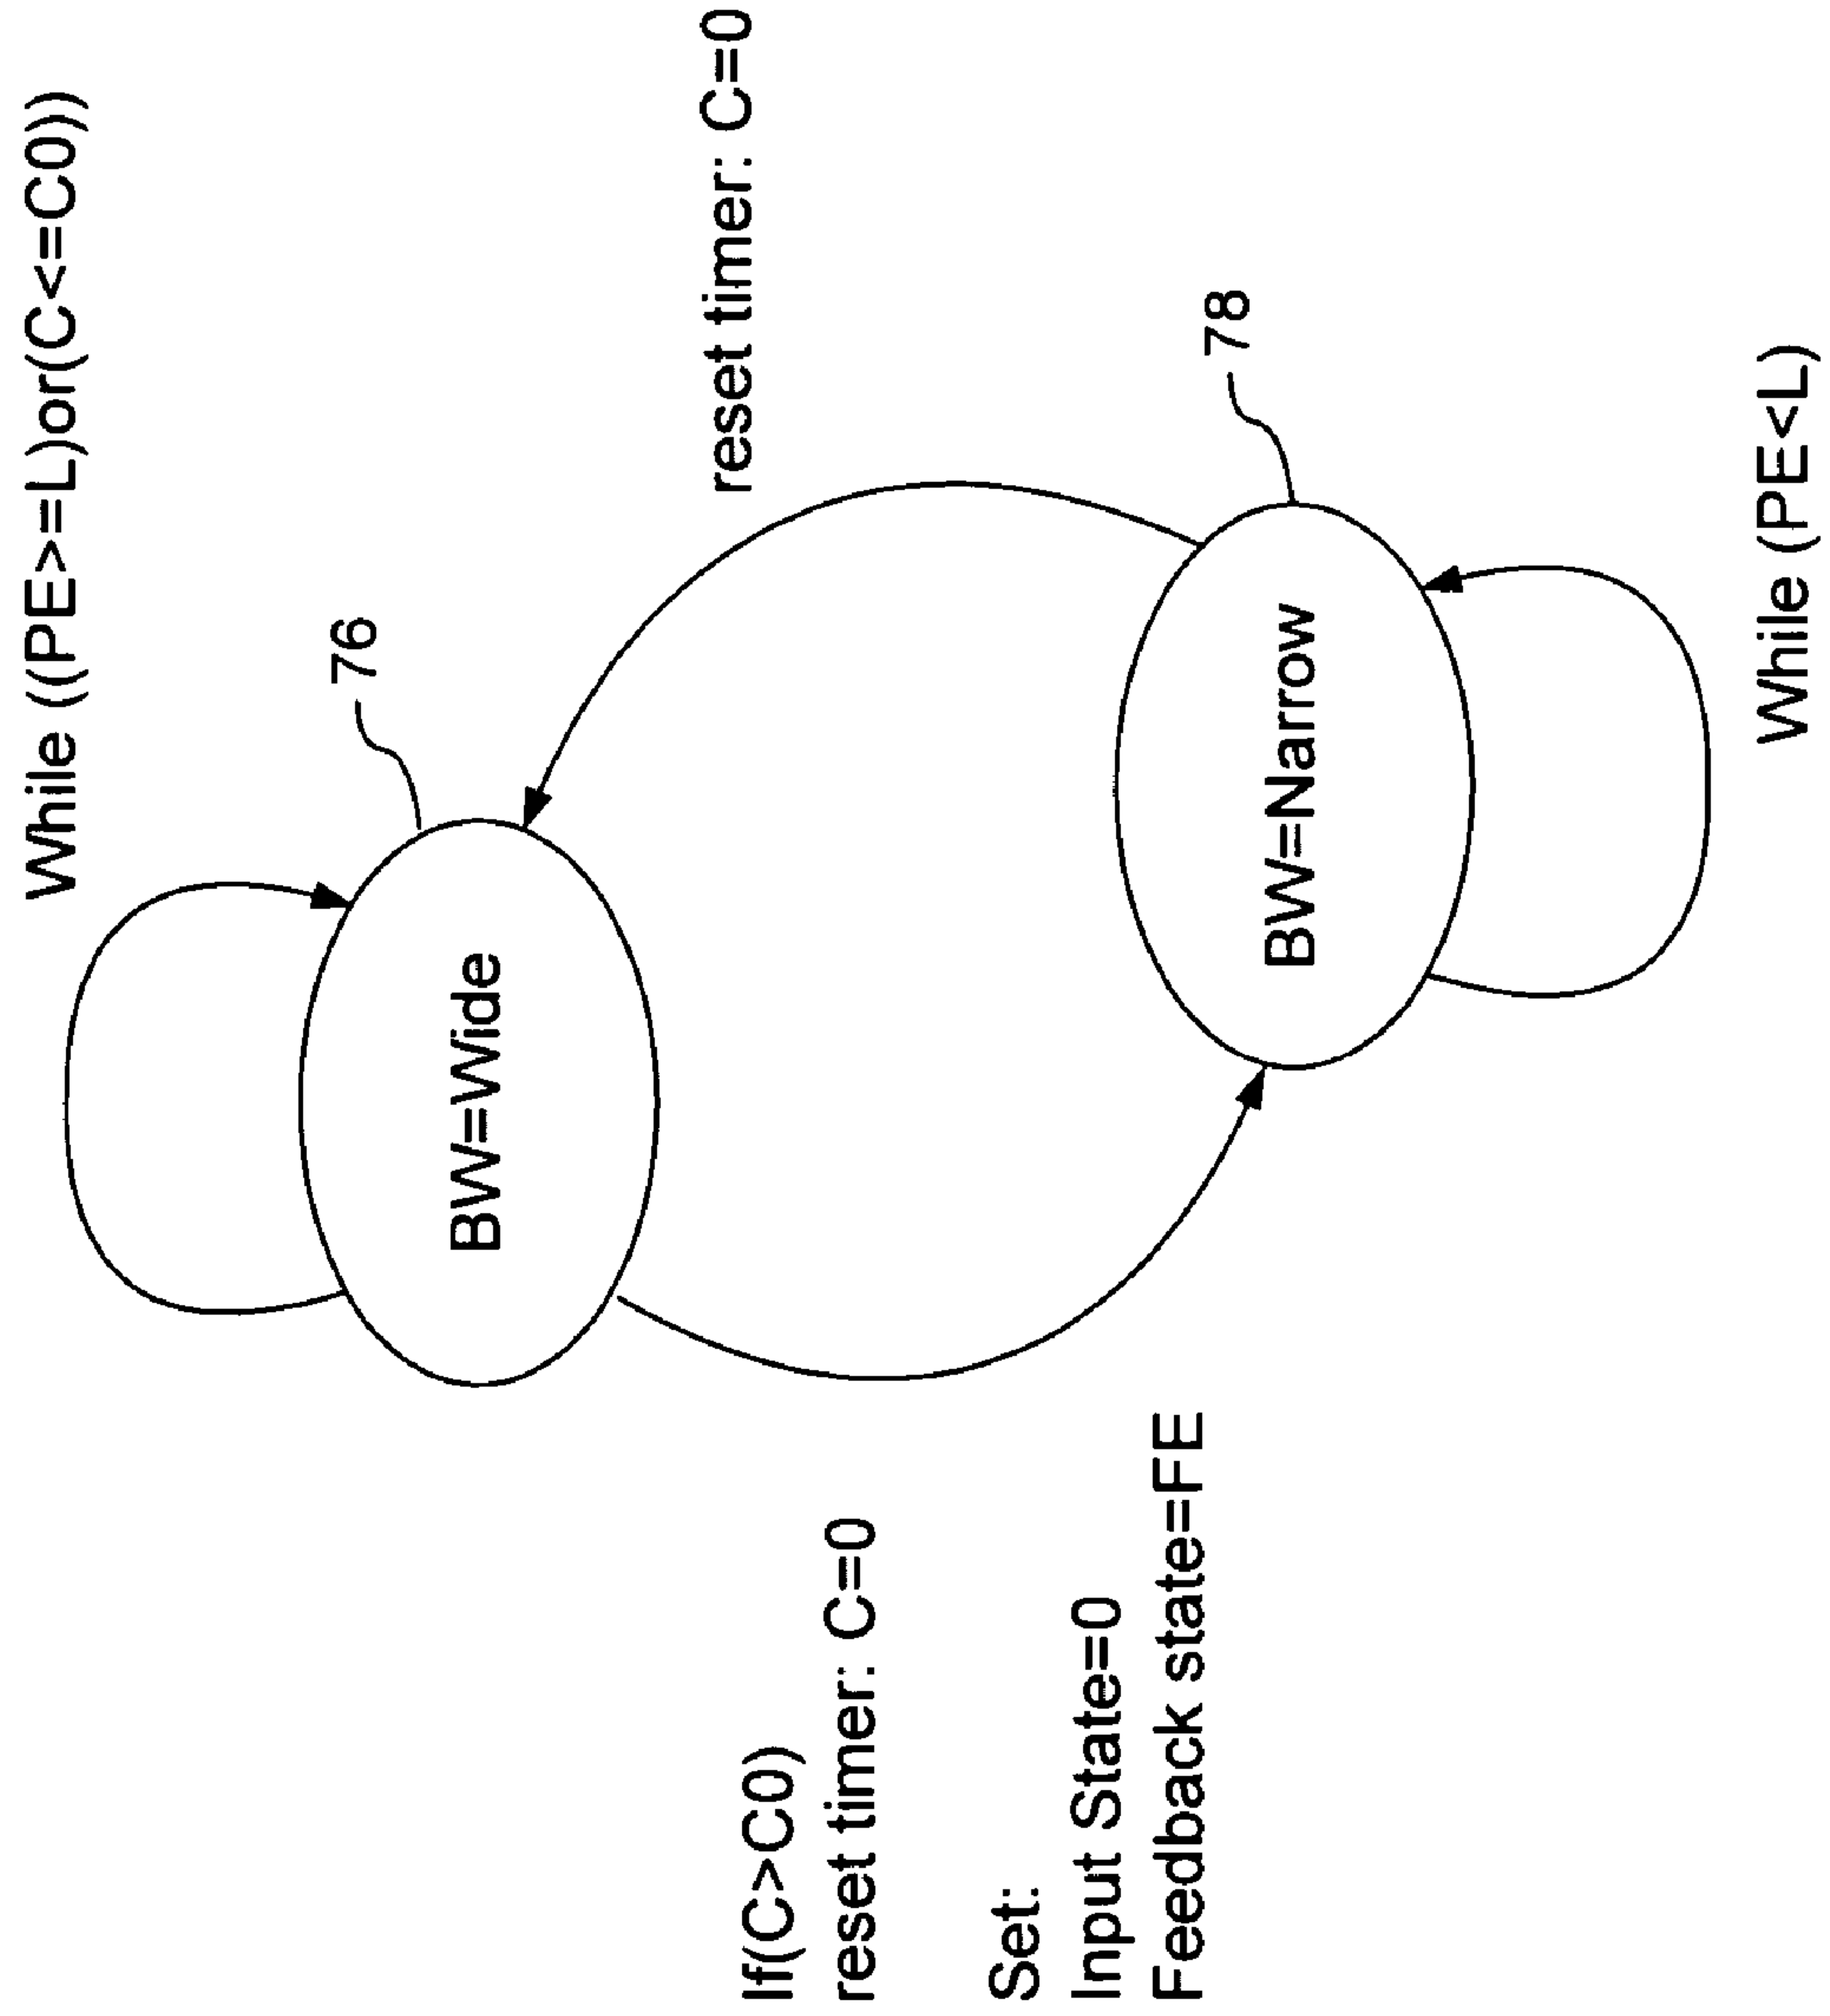 While ((PE>=L)or(C<=C0))
76
BW=Wide
reset timer: C=0
If(C>C0)
reset timer: C=0
Set:
Input State=0
Feedback state=FE
78
BW=Narrow
While (PE<L)